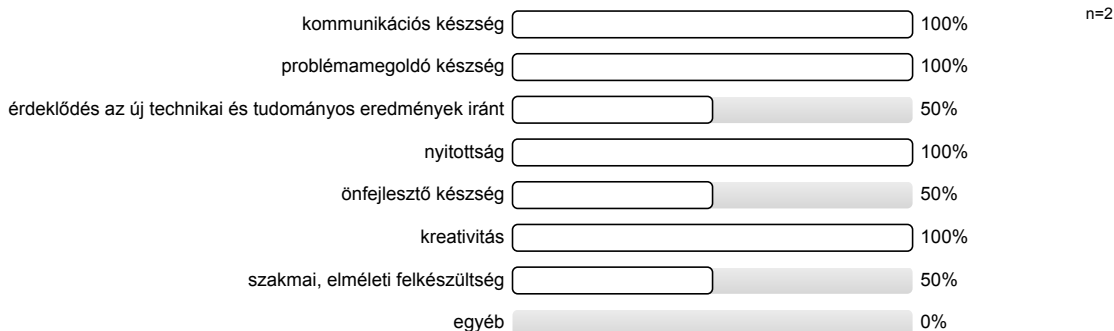 kommunikációs készség 100% n=2
problémamegoldó készség 100%
érdeklődés az új technikai és tudományos eredmények iránt 50%
nyitottság 100%
önfejlesztő készség 50%
kreativitás 100%
szakmai, elméleti felkészültség 50%
egyéb 0%